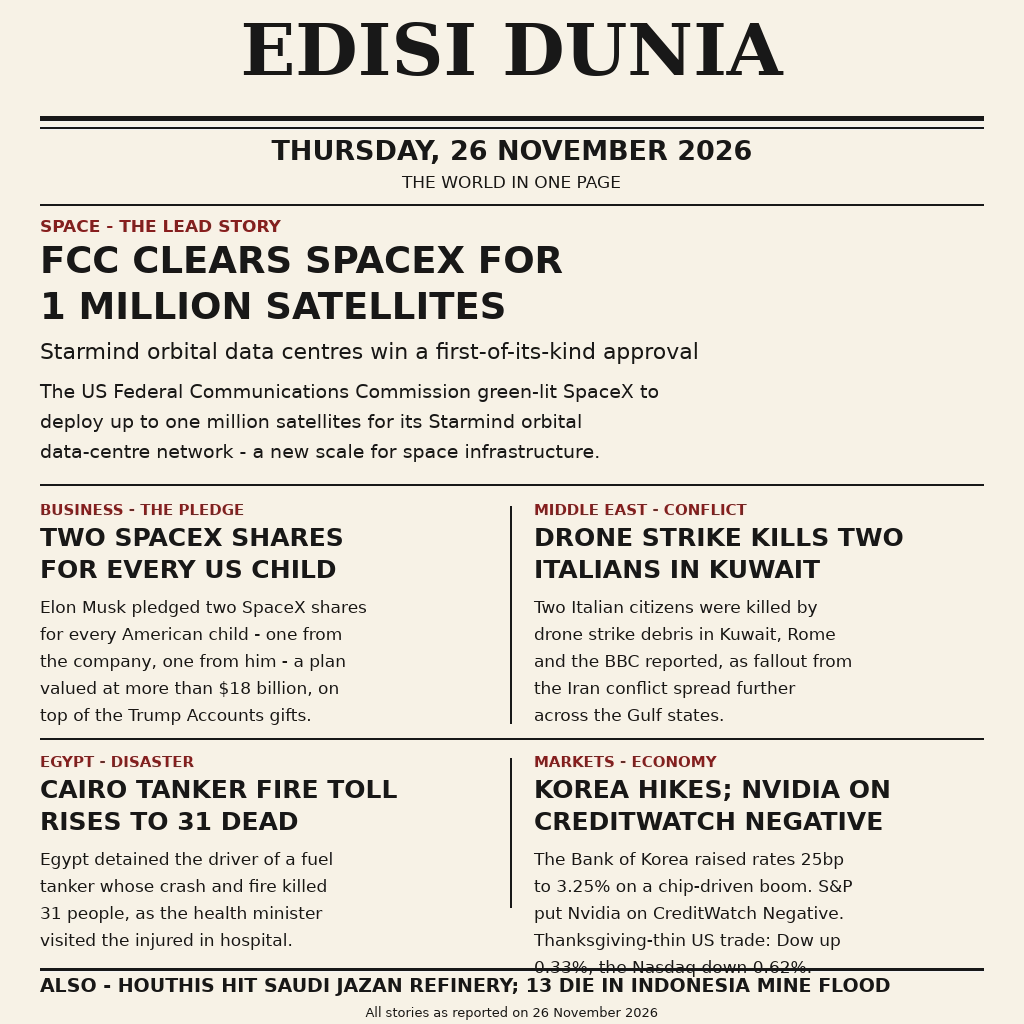 EDISI DUNIA
THURSDAY, 26 NOVEMBER 2026
THE WORLD IN ONE PAGE
SPACE - THE LEAD STORY
FCC CLEARS SPACEX FOR
1 MILLION SATELLITES
Starmind orbital data centres win a first-of-its-kind approval
The US Federal Communications Commission green-lit SpaceX to
deploy up to one million satellites for its Starmind orbital
data-centre network - a new scale for space infrastructure.
BUSINESS - THE PLEDGE
TWO SPACEX SHARES
FOR EVERY US CHILD
Elon Musk pledged two SpaceX shares
for every American child - one from
the company, one from him - a plan
valued at more than $18 billion, on
top of the Trump Accounts gifts.
MIDDLE EAST - CONFLICT
DRONE STRIKE KILLS TWO
ITALIANS IN KUWAIT
Two Italian citizens were killed by
drone strike debris in Kuwait, Rome
and the BBC reported, as fallout from
the Iran conflict spread further
across the Gulf states.
EGYPT - DISASTER
CAIRO TANKER FIRE TOLL
RISES TO 31 DEAD
Egypt detained the driver of a fuel
tanker whose crash and fire killed
31 people, as the health minister
visited the injured in hospital.
MARKETS - ECONOMY
KOREA HIKES; NVIDIA ON
CREDITWATCH NEGATIVE
The Bank of Korea raised rates 25bp
to 3.25% on a chip-driven boom. S&P
put Nvidia on CreditWatch Negative.
Thanksgiving-thin US trade: Dow up
0.33%, the Nasdaq down 0.62%.
ALSO - HOUTHIS HIT SAUDI JAZAN REFINERY; 13 DIE IN INDONESIA MINE FLOOD
All stories as reported on 26 November 2026